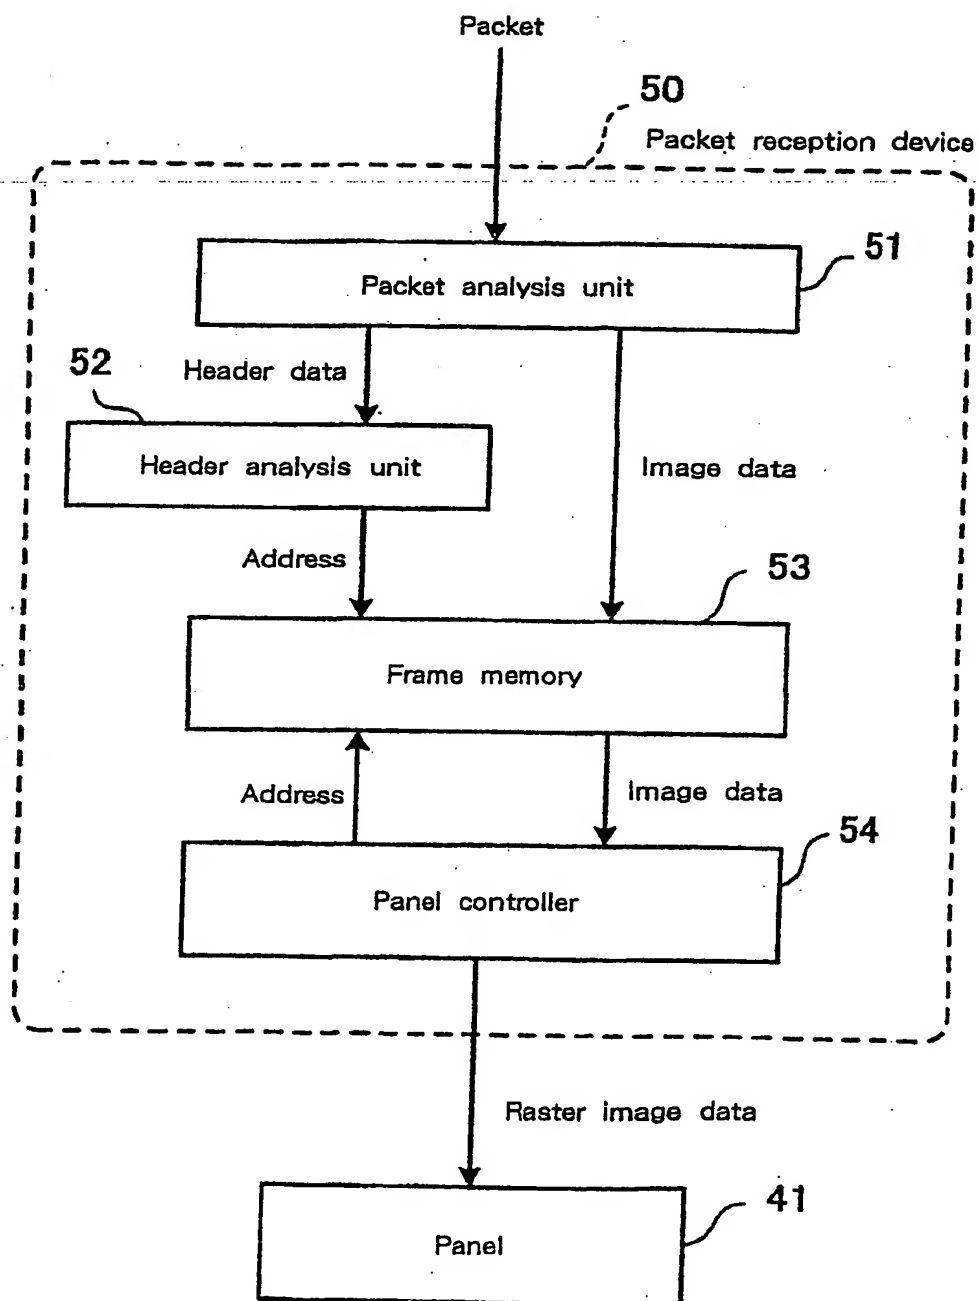 Packet
50
Packet reception device
51
Packet analysis unit
Header data
52
Header analysis unit
Image data
Address
53
Frame memory
Address
Image data
54
Panel controller
Raster image data
41
Panel